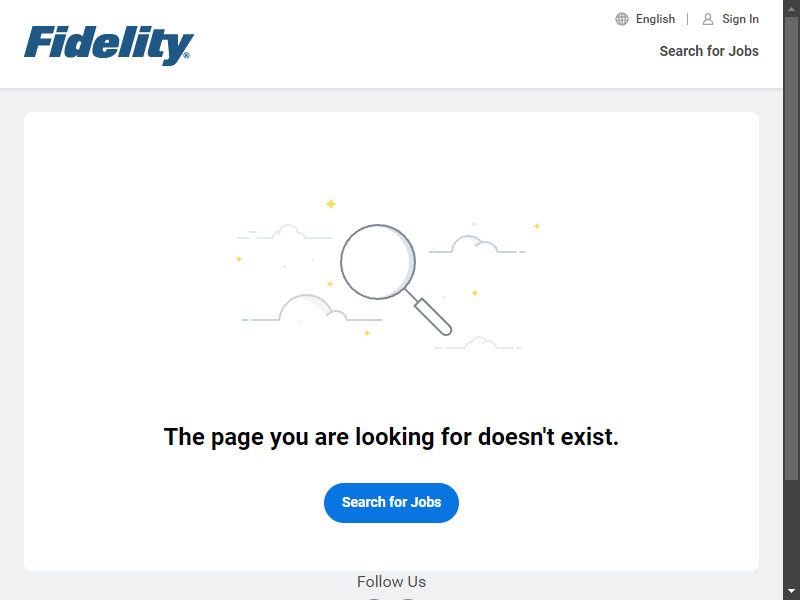 Fidelity®
English
Sign In
Search for Jobs
The page you are looking for doesn't exist.
Search for Jobs
Follow Us